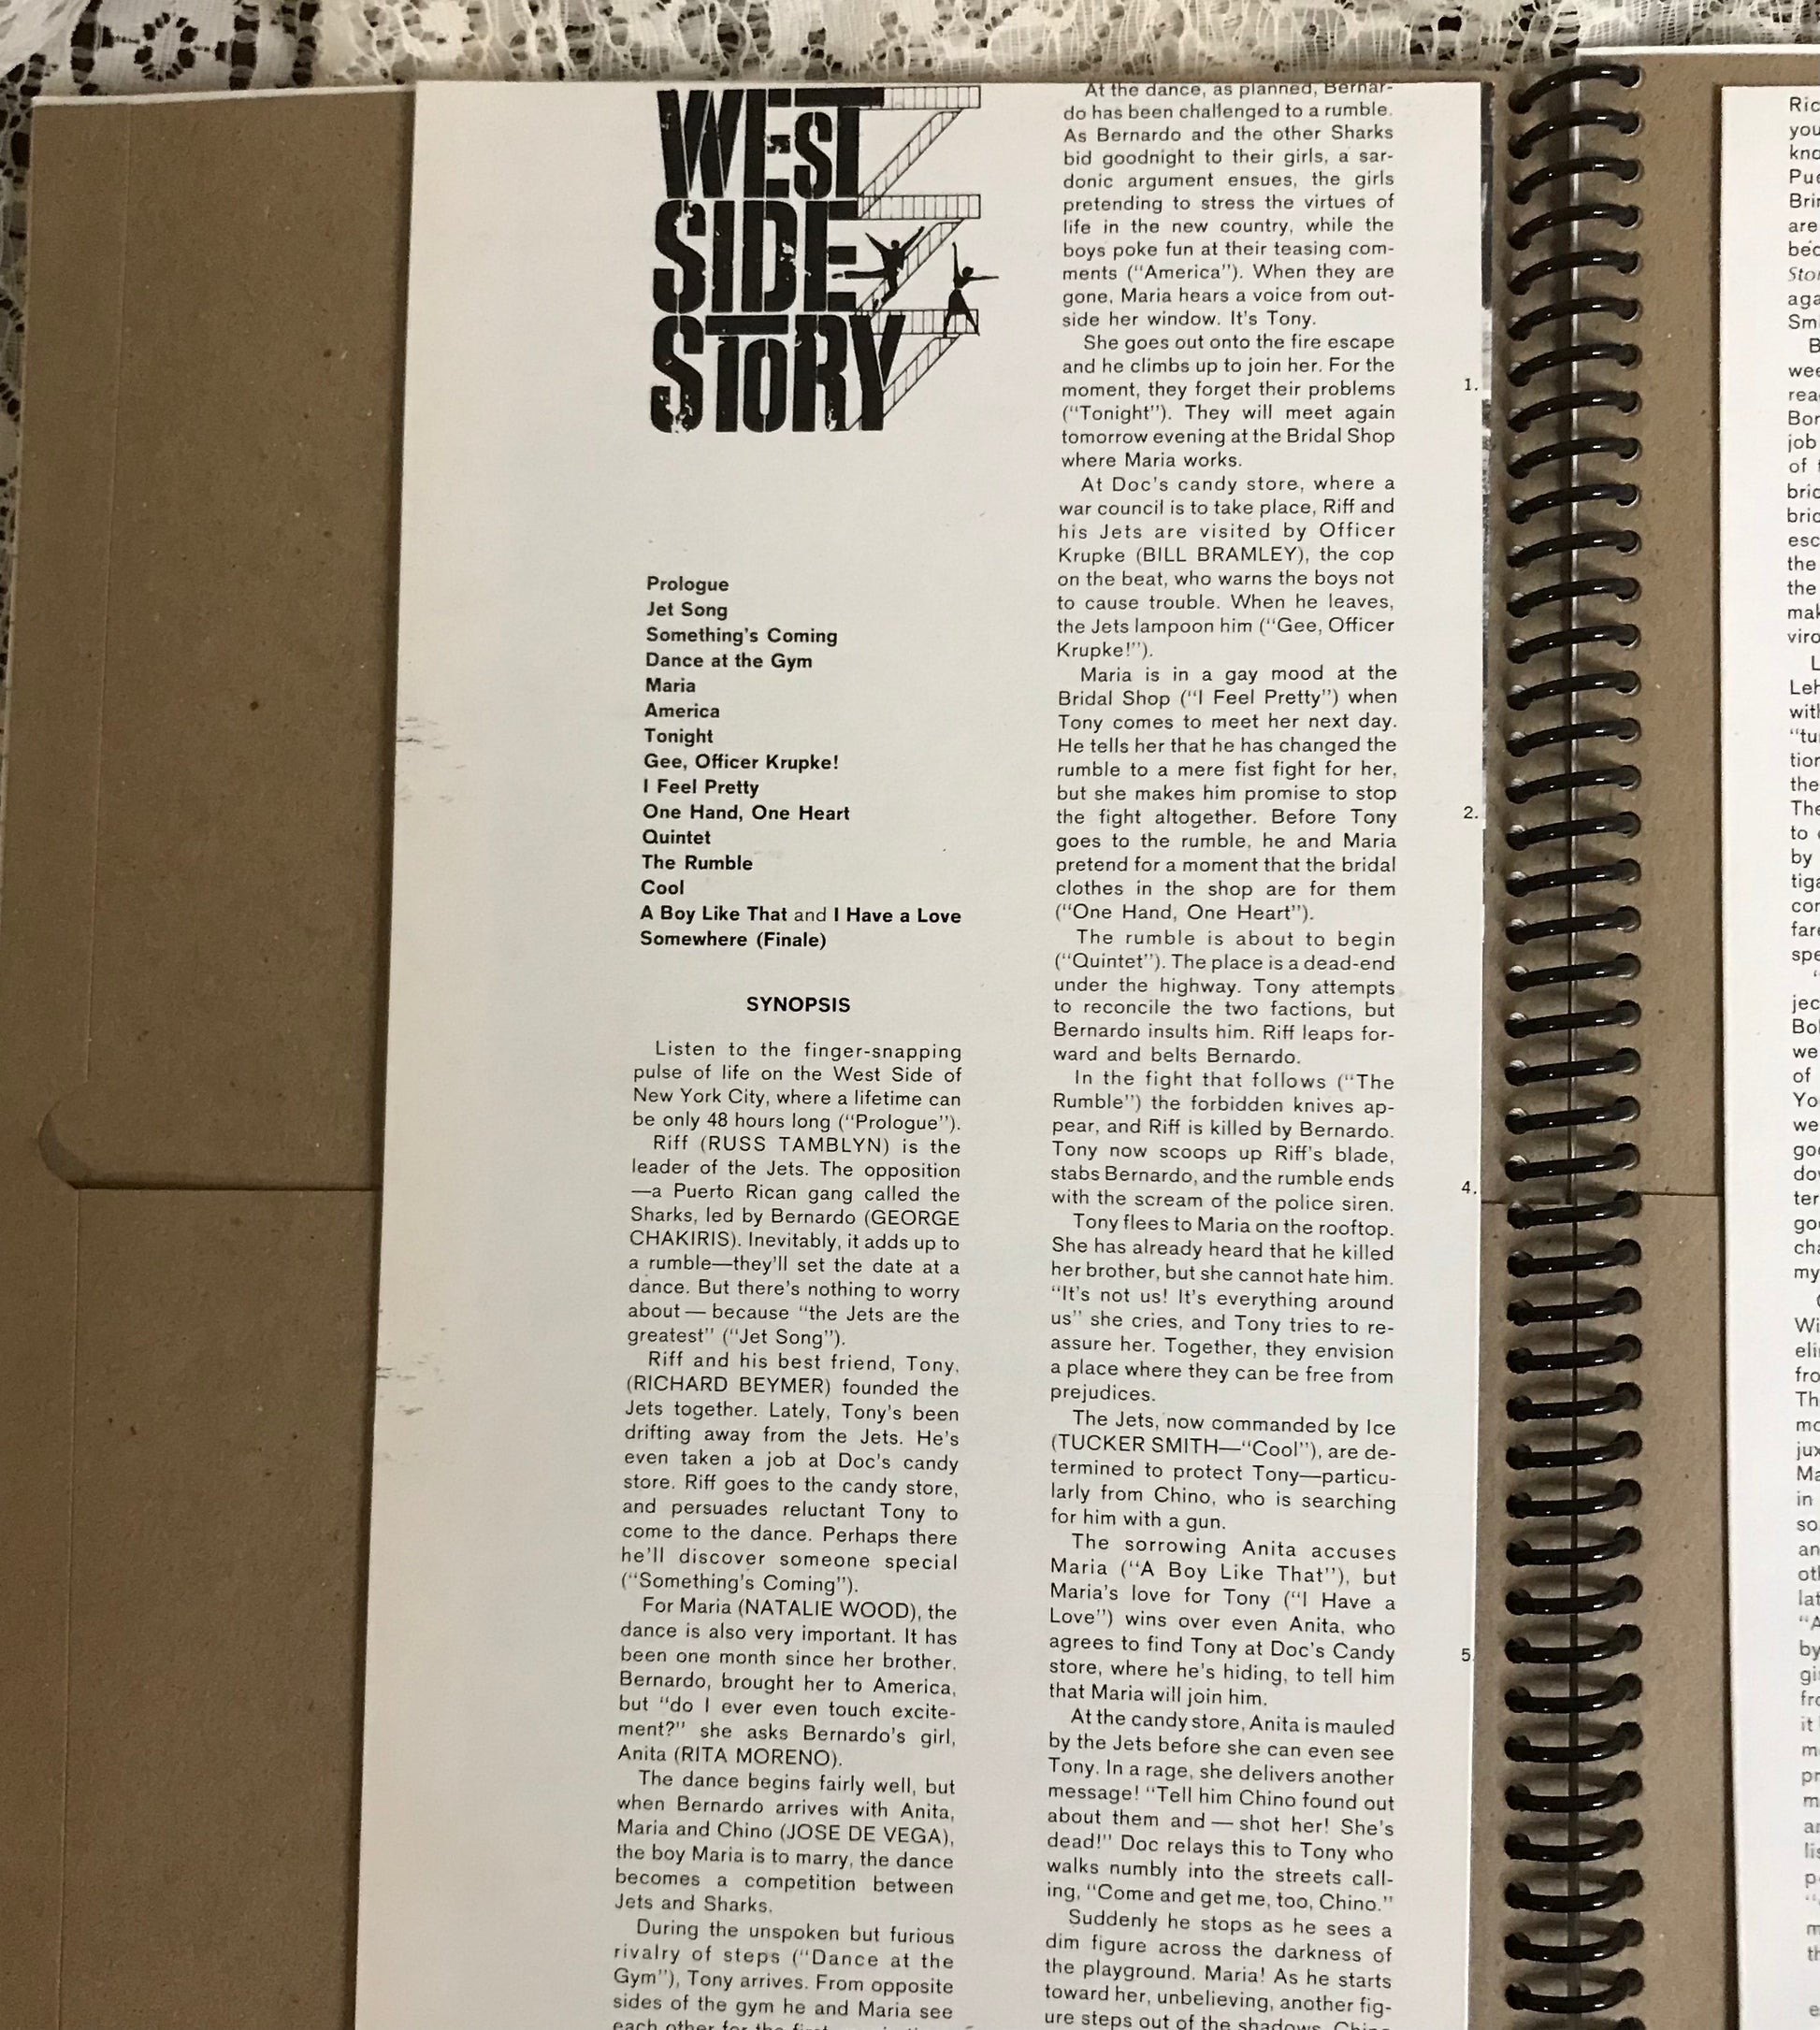 WEST
SIDE
STORY
Prologue
Jet Song
Something's Coming
Dance at the Gym
Maria
America
Tonight
Gee, Officer Krupke!
I Feel Pretty
One Hand, One Heart
Quintet
The Rumble
Cool
A Boy Like That and I Have a Love
Somewhere (Finale)
SYNOPSIS
Listen to the finger-snapping
pulse of life on the West Side of
New York City, where a lifetime can
be only 48 hours long (“Prologue”).
Riff (RUSS TAMBLYN) is the
leader of the Jets. The opposition
—a Puerto Rican gang called the
Sharks, led by Bernardo (GEORGE
CHAKIRIS). Inevitably, it adds up to
a rumble—they'll set the date at a
dance. But there's nothing to worry
about — because “the Jets are the
greatest” (“Jet Song”).
Riff and his best friend, Tony,
(RICHARD BEYMER) founded the
Jets together. Lately, Tony's been
drifting away from the Jets. He's
even taken a job at Doc's candy
store. Riff goes to the candy store,
and persuades reluctant Tony to
come to the dance. Perhaps there
he'll discover someone special
(“Something's Coming”).
For Maria (NATALIE WOOD), the
dance is also very important. It has
been one month since her brother,
Bernardo, brought her to America,
but “do I ever even touch excite-
ment?” she asks Bernardo's girl,
Anita (RITA MORENO).
The dance begins fairly well, but
when Bernardo arrives with Anita,
Maria and Chino (JOSE DE VEGA),
the boy Maria is to marry, the dance
becomes a competition between
Jets and Sharks.
During the unspoken but furious
rivalry of steps (“Dance at the
Gym”), Tony arrives. From opposite
sides of the gym he and Maria see
each other for the
At the dance, as planned, Bernar-
do has been challenged to a rumble.
As Bernardo and the other Sharks
bid goodnight to their girls, a sar-
donic argument ensues, the girls
pretending to stress the virtues of
life in the new country, while the
boys poke fun at their teasing com-
ments (“America”). When they are
gone, Maria hears a voice from out-
side her window. It's Tony.
She goes out onto the fire escape
and he climbs up to join her. For the
moment, they forget their problems
(“Tonight”). They will meet again
tomorrow evening at the Bridal Shop
where Maria works.
At Doc's candy store, where a
war council is to take place, Riff and
his Jets are visited by Officer
Krupke (BILL BRAMLEY), the cop
on the beat, who warns the boys not
to cause trouble. When he leaves,
the Jets lampoon him (“Gee, Officer
Krupke!”).
Maria is in a gay mood at the
Bridal Shop (“I Feel Pretty”) when
Tony comes to meet her next day.
He tells her that he has changed the
rumble to a mere fist fight for her,
but she makes him promise to stop
the fight altogether. Before Tony
goes to the rumble, he and Maria
pretend for a moment that the bridal
clothes in the shop are for them
(“One Hand, One Heart”).
The rumble is about to begin
(“Quintet”). The place is a dead-end
under the highway. Tony attempts
to reconcile the two factions, but
Bernardo insults him. Riff leaps for-
ward and belts Bernardo.
In the fight that follows (“The
Rumble”) the forbidden knives ap-
pear, and Riff is killed by Bernardo.
Tony now scoops up Riff's blade,
stabs Bernardo, and the rumble ends
with the scream of the police siren.
Tony flees to Maria on the rooftop.
She has already heard that he killed
her brother, but she cannot hate him.
“It's not us! It's everything around
us” she cries, and Tony tries to re-
assure her. Together, they envision
a place where they can be free from
prejudices.
The Jets, now commanded by Ice
(TUCKER SMITH—“Cool”), are de-
termined to protect Tony—particu-
larly from Chino, who is searching
for him with a gun.
The sorrowing Anita accuses
Maria (“A Boy Like That”), but
Maria's love for Tony (“I Have a
Love”) wins over even Anita, who
agrees to find Tony at Doc's Candy
store, where he's hiding, to tell him
that Maria will join him.
At the candy store, Anita is mauled
by the Jets before she can even see
Tony. In a rage, she delivers another
message! “Tell him Chino found out
about them and — shot her! She's
dead!” Doc relays this to Tony who
walks numbly into the streets call-
ing, “Come and get me, too, Chino.”
Suddenly he stops as he sees a
dim figure across the darkness of
the playground. Maria! As he starts
toward her, unbelieving, another fig-
ure steps out of the shadows. Chino
1.
2.
4.
5.